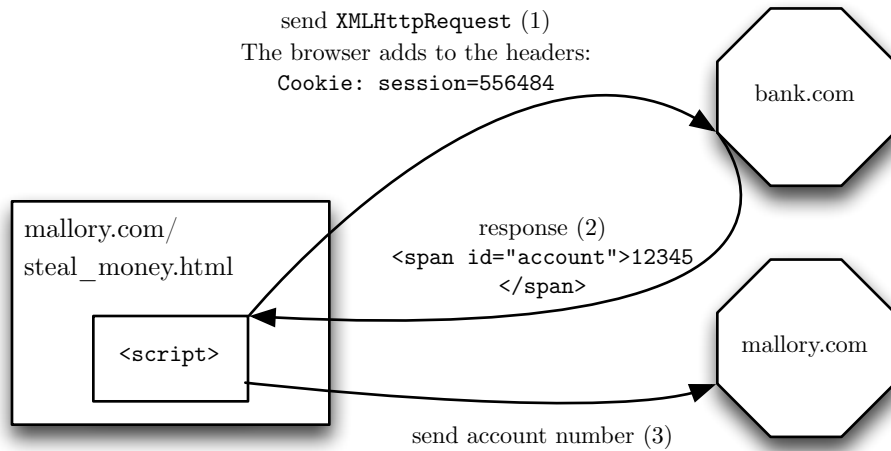 send XMLHttpRequest (1)
The browser adds to the headers:
Cookie: session=556484
bank.com
mallory.com/
steal_money.html
response (2)
<span id="account">12345
</span>
<script>
mallory.com
send account number (3)